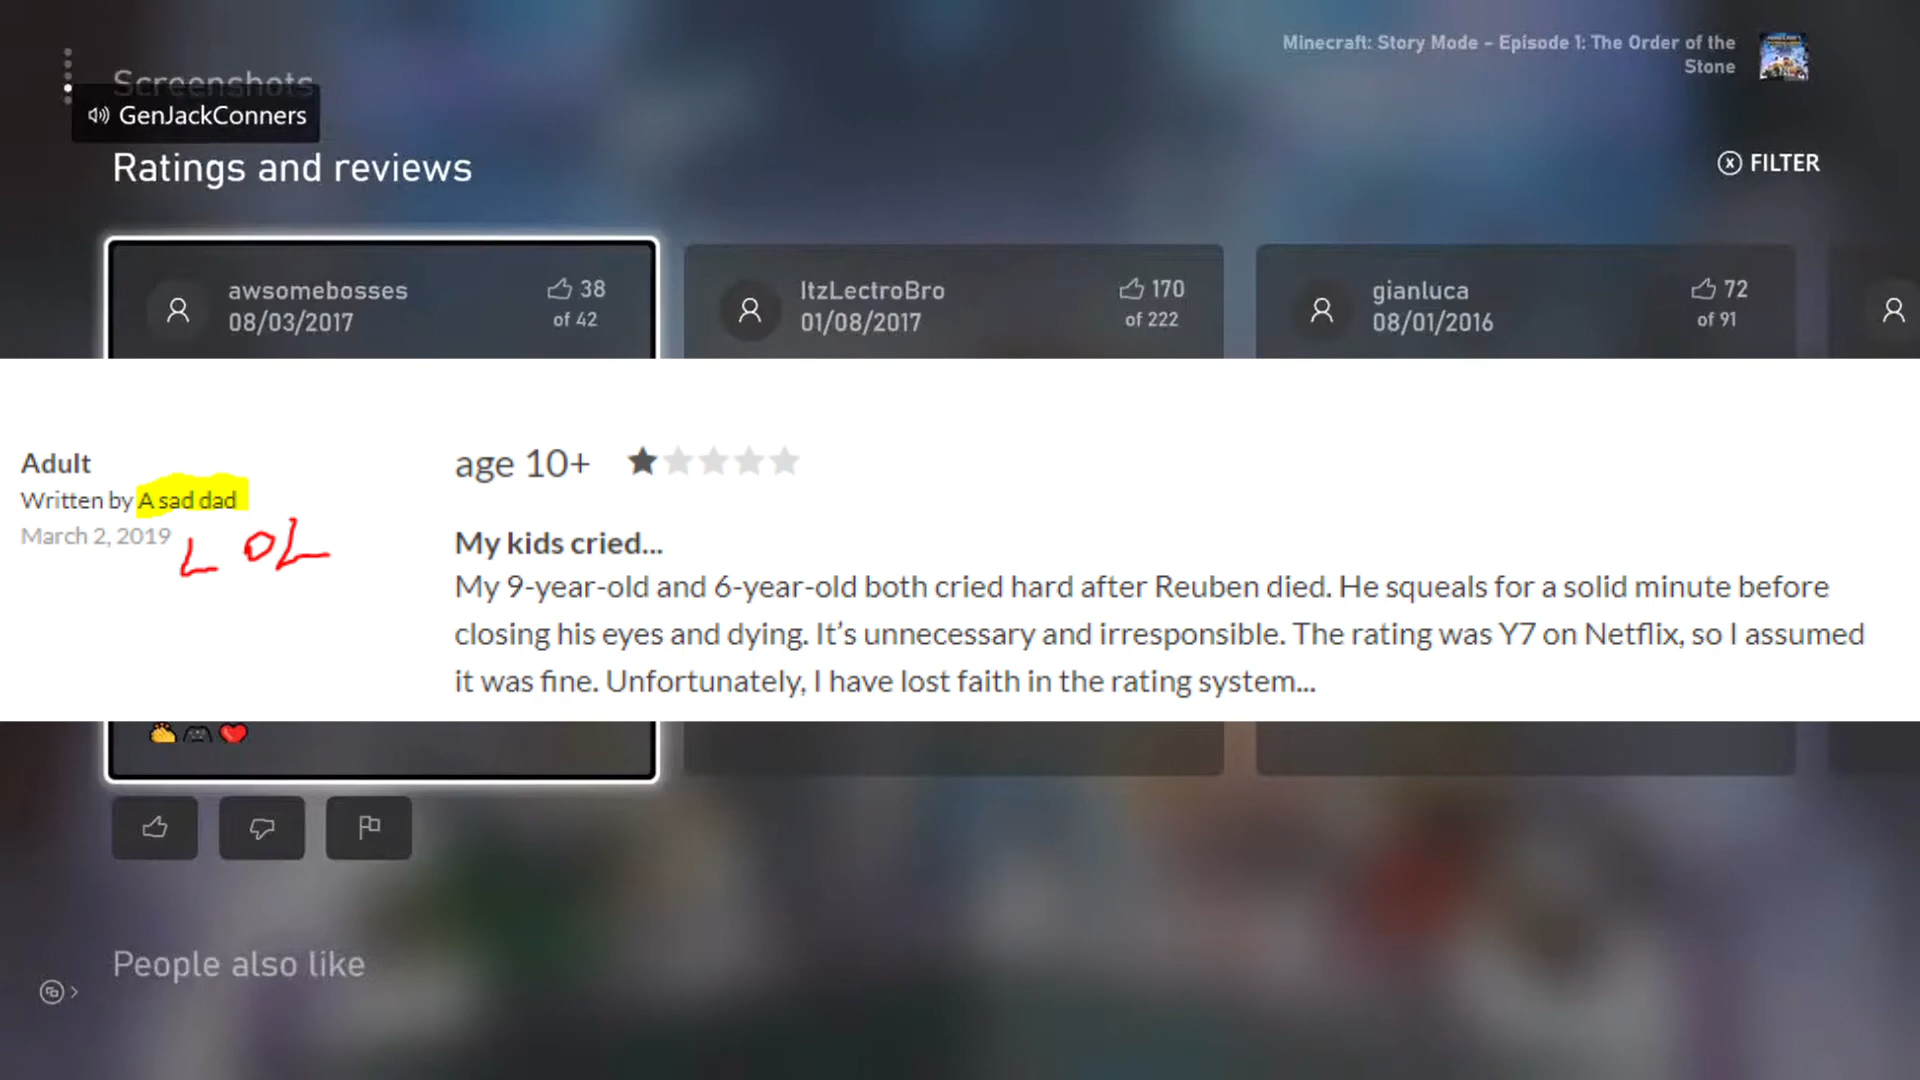 Minecraft: Story Mode - Episode 1: The Order of the
Stone
Screenshots
GenJackConners
Ratings and reviews
FILTER
awsomebosses
08/03/2017
38
of 42
ItzLectroBro
01/08/2017
170
of 222
gianluca
08/01/2016
72
of 91
Adult
Written by A sad dad
March 2, 2019
LOL
age 10+
My kids cried...
My 9-year-old and 6-year-old both cried hard after Reuben died. He squeals for a solid minute before
closing his eyes and dying. It’s unnecessary and irresponsible. The rating was Y7 on Netflix, so I assumed
it was fine. Unfortunately, I have lost faith in the rating system...
People also like